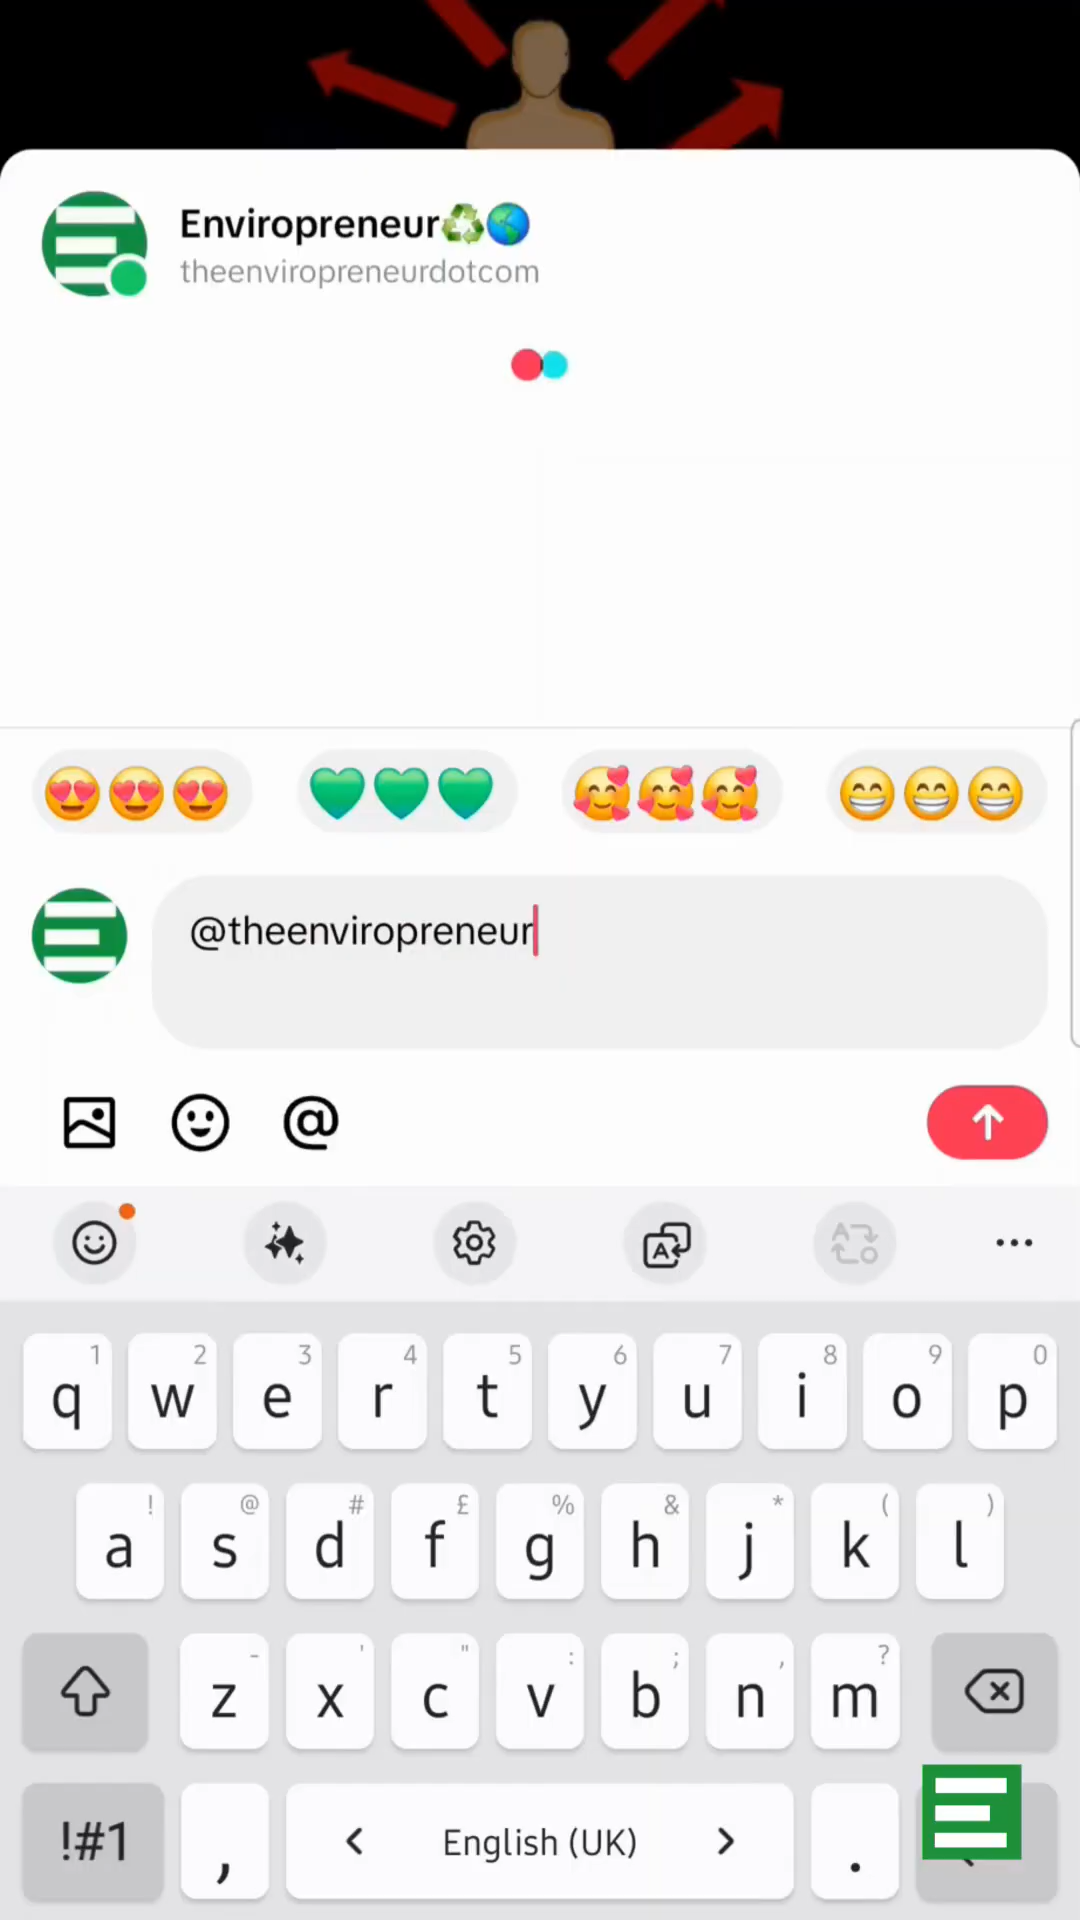 Enviropreneur♻️🌎
theenviropreneurdotcom
😍😍😍 💚💚💚 🥰🥰🥰 😁😁😁
@theenviropreneur
1 2 3 4 5 6 7 8 9 0
q w e r t y u i o p
! @ # £ % & * ( )
a s d f g h j k l
- ' " : ; , ?
z x c v b n m
!#1 , < English (UK) > .